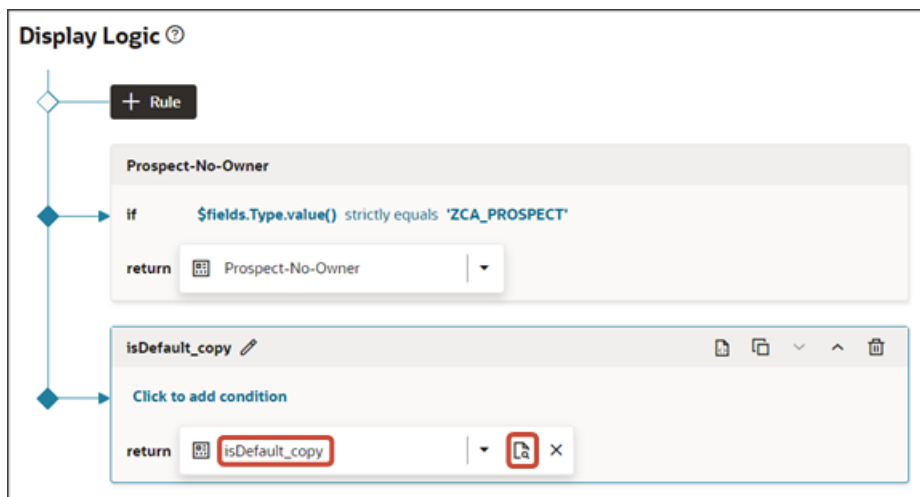 Display Logic ?
+ Rule
Prospect-No-Owner
if $fields.Type.value() strictly equals 'ZCA_PROSPECT'
return Prospect-No-Owner
isDefault_copy
Click to add condition
return isDefault_copy